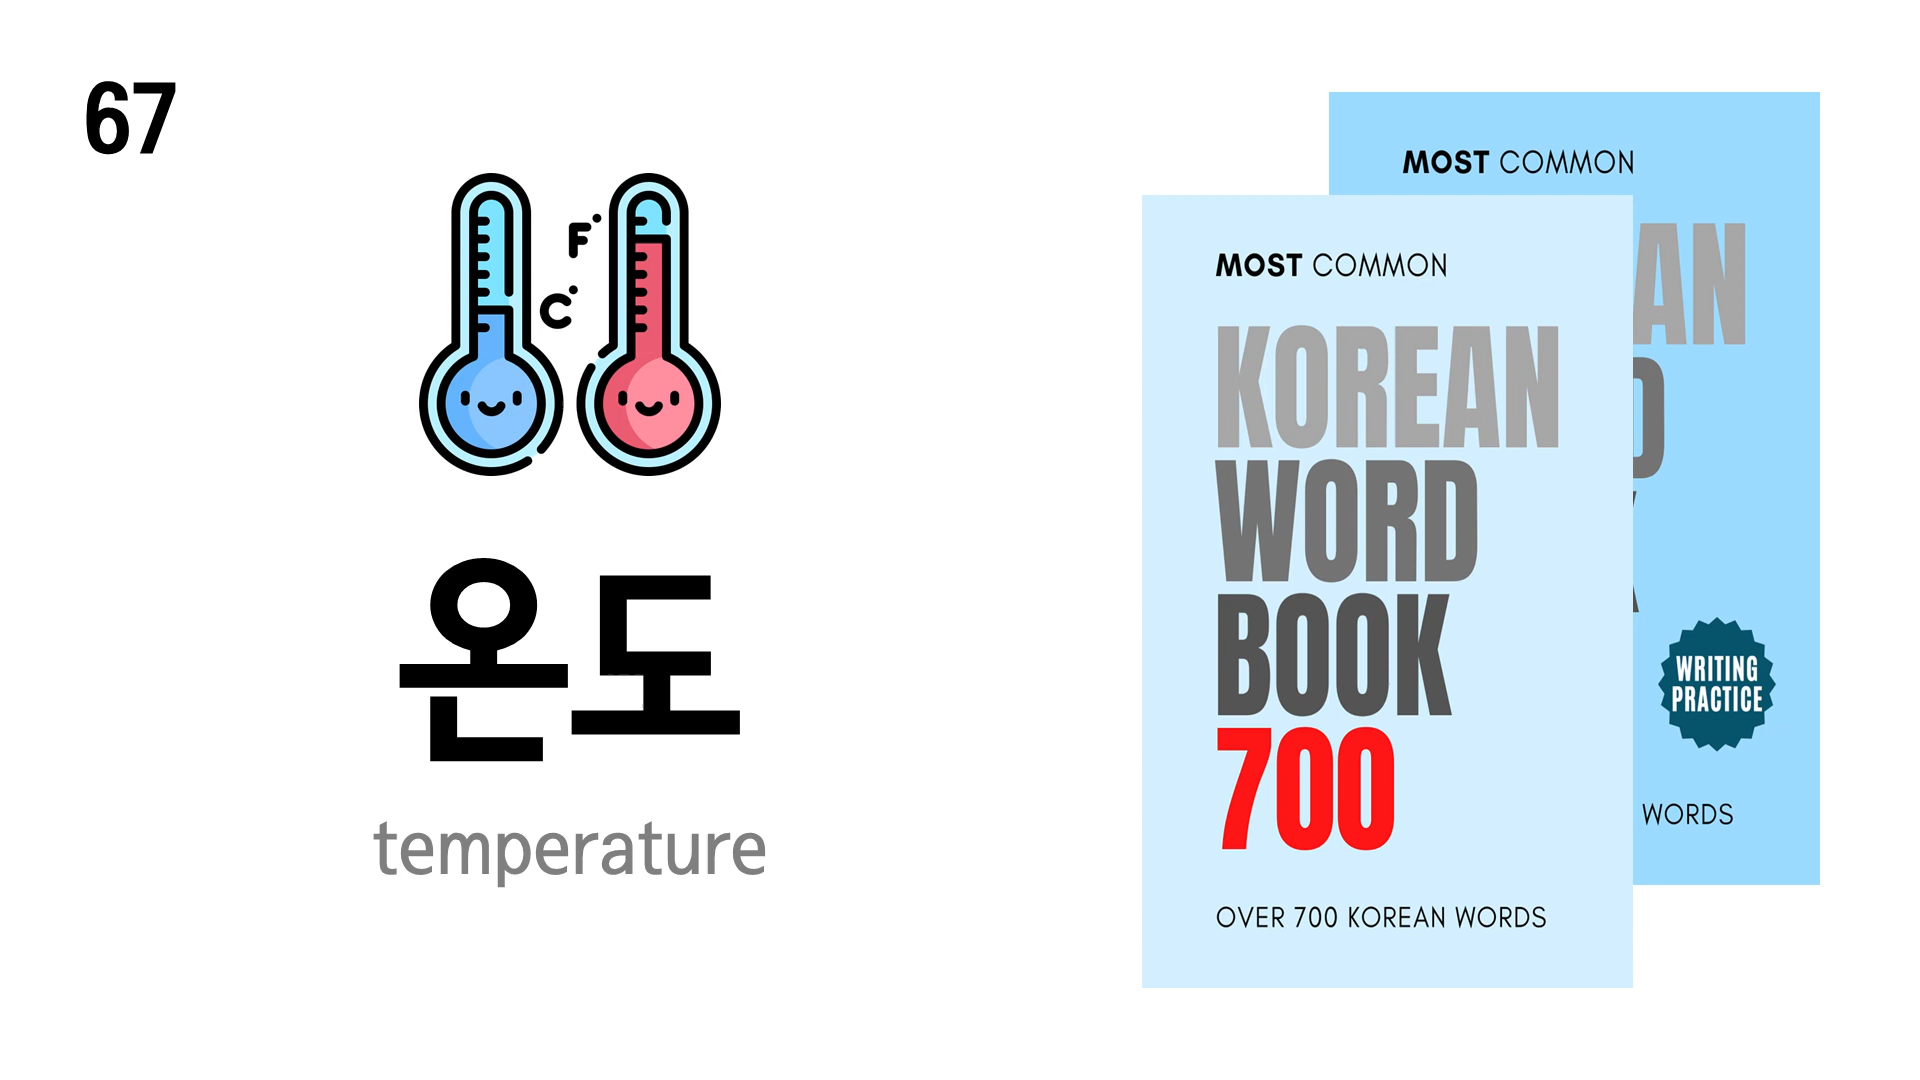 67
F
C
온도
temperature
MOST COMMON
KOREAN
WORD
BOOK
700
OVER 700 KOREAN WORDS
MOST COMMON
WRITING
PRACTICE
WORDS